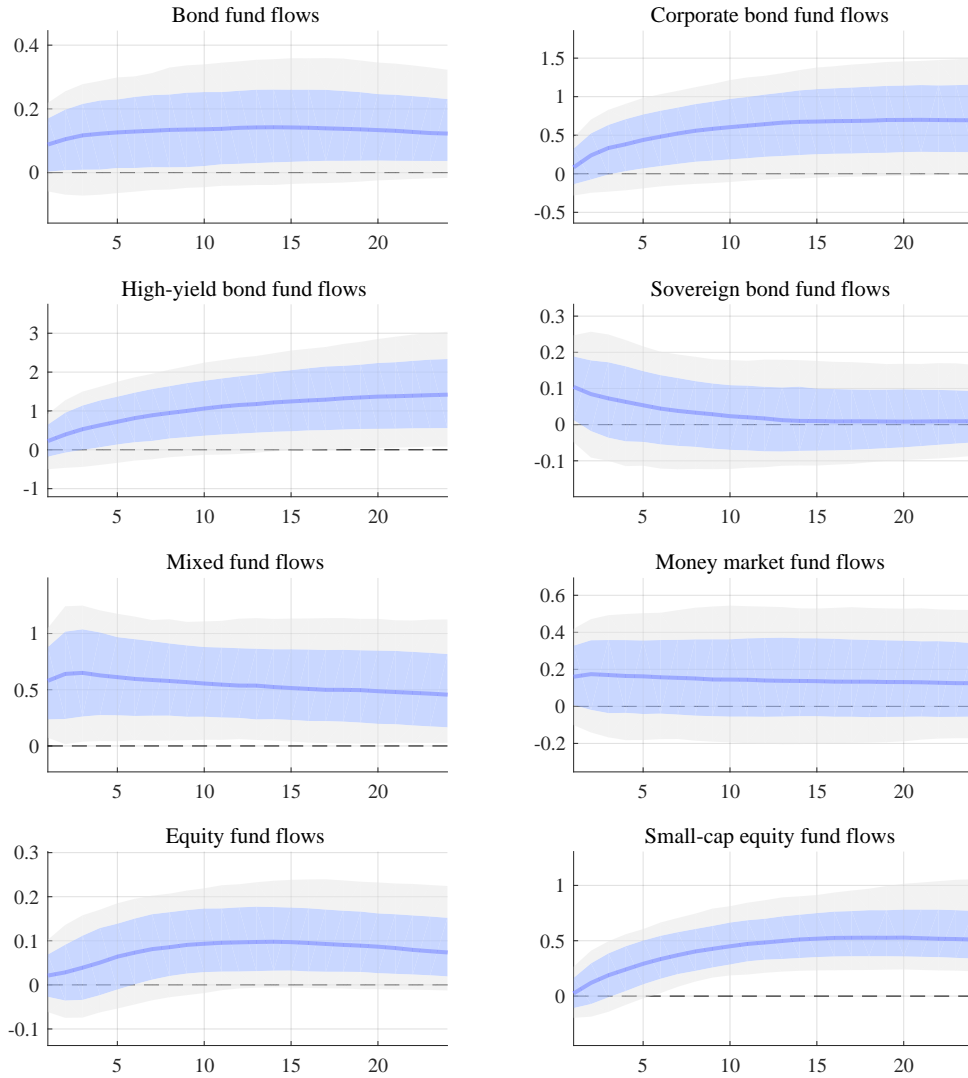 Bond fund flows
0.4
0.2
0
5 10 15 20
Corporate bond fund flows
1.5
1
0.5
0
-0.5
5 10 15 20
High-yield bond fund flows
3
2
1
0
-1
5 10 15 20
Sovereign bond fund flows
0.3
0.2
0.1
0
-0.1
5 10 15 20
Mixed fund flows
1
0.5
0
5 10 15 20
Money market fund flows
0.6
0.4
0.2
0
-0.2
5 10 15 20
Equity fund flows
0.3
0.2
0.1
0
-0.1
5 10 15 20
Small-cap equity fund flows
1
0.5
0
5 10 15 20